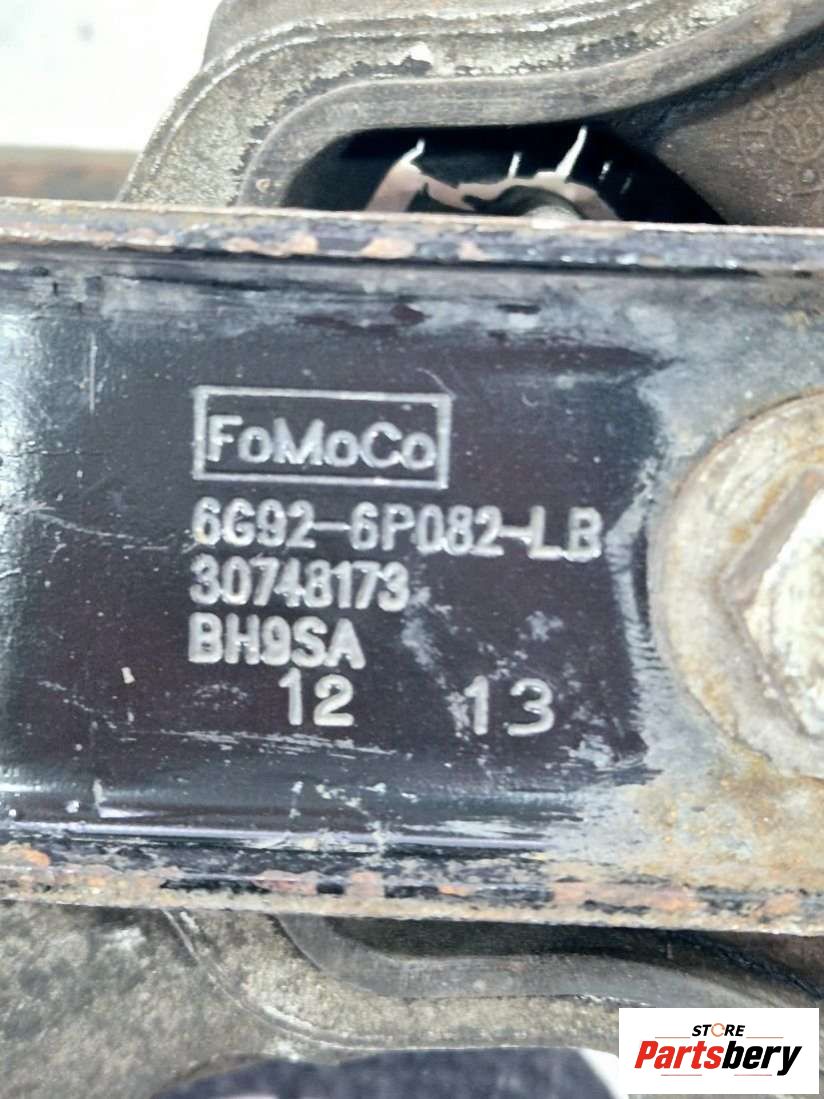 FoMoCo
6G92-6P082-LB
30748173
BH9SA
12 13
STORE
Partsbery